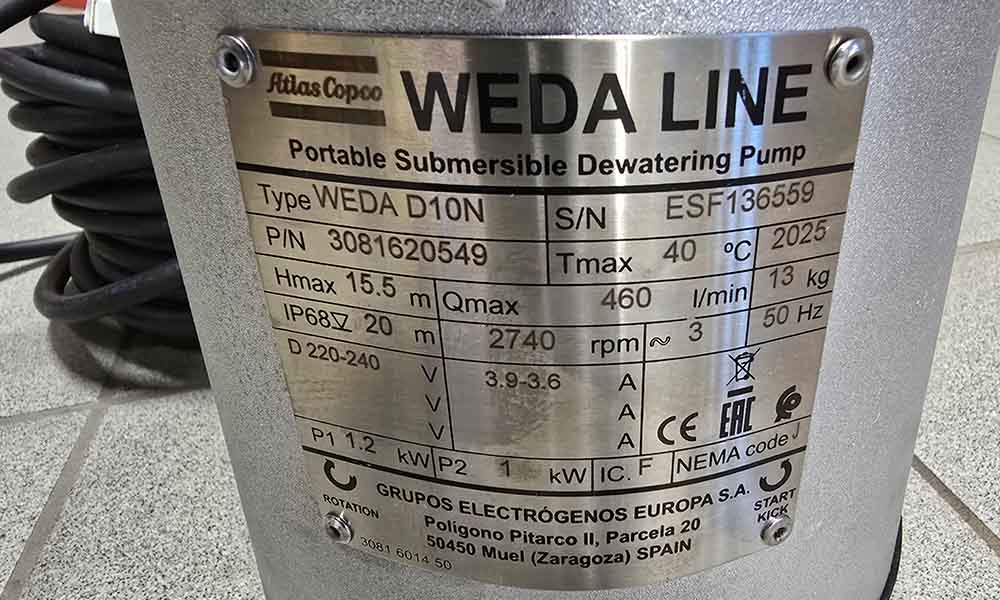 Atlas Copco
WEDA LINE
Portable Submersible Dewatering Pump
Type WEDA D10N S/N ESF136559
P/N 3081620549 Tmax 40 ºC 2025
Hmax 15.5 m Qmax 460 l/min 13 kg
IP68 20 m 2740 rpm ~ 3 50 Hz
D 220-240 V 3.9-3.6 A
V A
V A
CE EAC
P1 1.2 kW P2 1 kW IC. F NEMA code J
ROTATION
START
KICK
GRUPOS ELECTRÓGENOS EUROPA S.A.
Polígono Pitarco II, Parcela 20
50450 Muel (Zaragoza) SPAIN
3081 6014 50